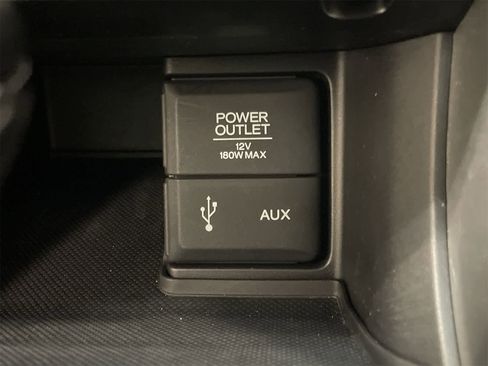 POWER
OUTLET
12V
180W MAX
AUX